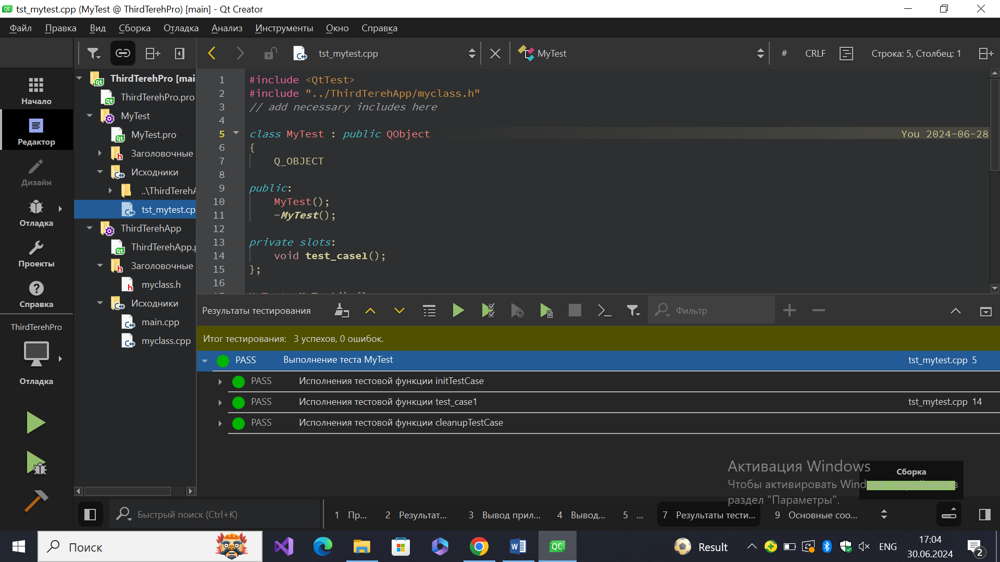 tst_mytest.cpp (MyTest @ ThirdTerehPro) [main] - Qt Creator
Файл Правка Вид Сборка Отладка Анализ Инструменты Окно Справка
tst_mytest.cpp MyTest # CRLF Строка: 5, Столбец: 1
Начало
Редактор
Дизайн
Отладка
Проекты
Справка
ThirdTerehPro
Отладка
ThirdTerehPro [mai
ThirdTerehPro.pro
MyTest
MyTest.pro
Заголовочные
Исходники
..\ThirdTerehA
tst_mytest.cp
ThirdTerehApp
ThirdTerehApp.p
Заголовочные
myclass.h
Исходники
main.cpp
myclass.cpp
1 #include <QtTest>
2 #include "../ThirdTerehApp/myclass.h"
3 // add necessary includes here
4
5 class MyTest : public QObject You 2024-06-28
6 {
7 Q_OBJECT
8
9 public:
10 MyTest();
11 ~MyTest();
12
13 private slots:
14 void test_case1();
15 };
16
Результаты тестирования Фильтр
Итог тестирования: 3 успехов, 0 ошибок.
PASS Выполнение теста MyTest tst_mytest.cpp 5
PASS Исполнения тестовой функции initTestCase
PASS Исполнения тестовой функции test_case1 tst_mytest.cpp 14
PASS Исполнения тестовой функции cleanupTestCase
Активация Windows
Чтобы активировать Wind
раздел "Параметры".
Сборка
Быстрый поиск (Ctrl+K) 1 Пр... 2 Результат... 3 Вывод прил... 4 Вывод... 5 ... 7 Результаты тести... 9 Основные соо...
Поиск Result ENG 17:04
30.06.2024 2